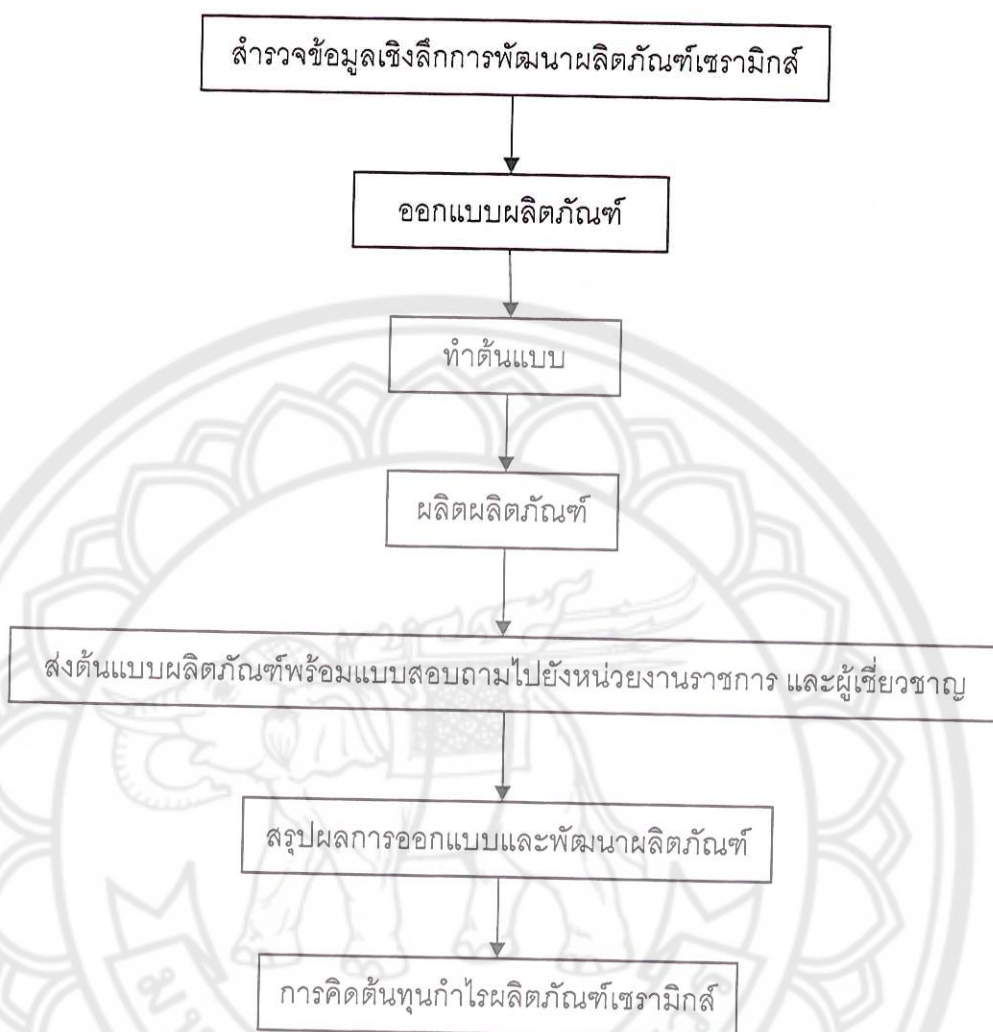 สำรวจข้อมูลเชิงลึกการพัฒนาผลิตภัณฑ์เซรามิกส์
ออกแบบผลิตภัณฑ์
ทำต้นแบบ
ผลิตผลิตภัณฑ์
ส่งต้นแบบผลิตภัณฑ์พร้อมแบบสอบถามไปยังหน่วยงานราชการ และผู้เชี่ยวชาญ
สรุปผลการออกแบบและพัฒนาผลิตภัณฑ์
การคิดต้นทุนกำไรผลิตภัณฑ์เซรามิกส์